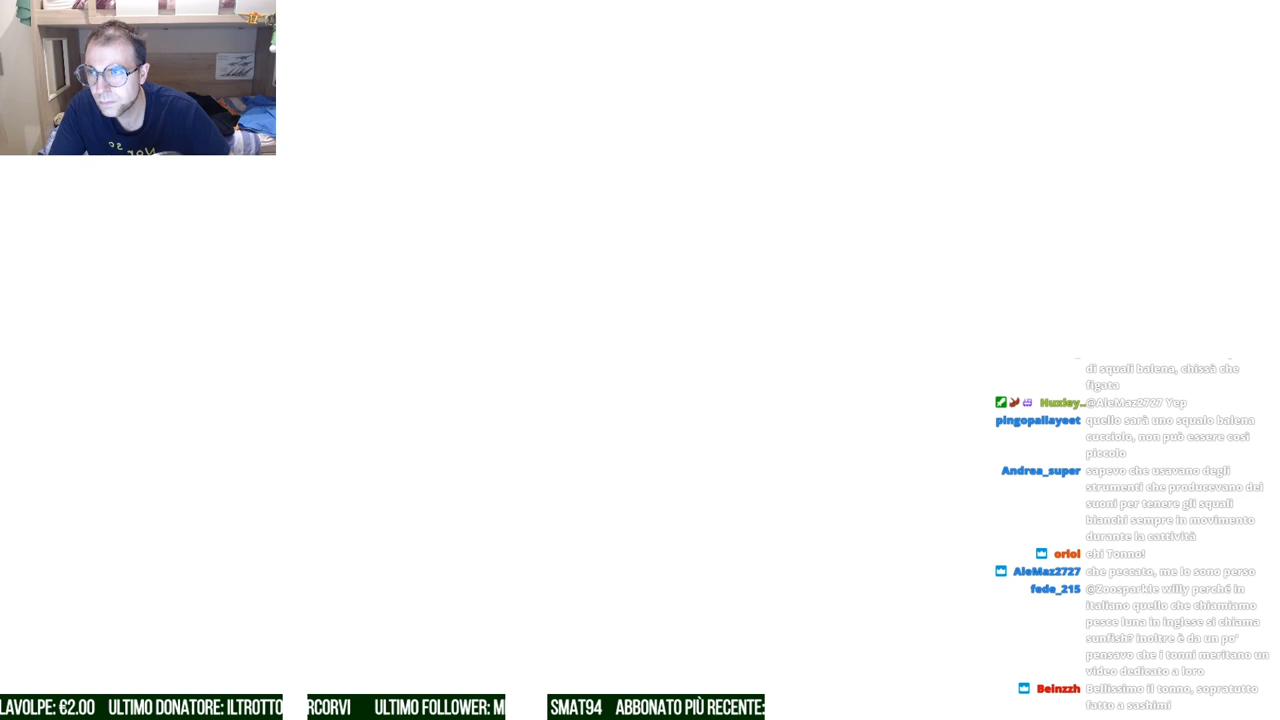 di squali balena, chissà che
figata
Huxley.. @AleMaz2727 Yep
pingopallayeet quello sarà uno squalo balena
cucciolo, non può essere così
piccolo
Andrea_super sapevo che usavano degli
strumenti che producevano dei
suoni per tenere gli squali
bianchi sempre in movimento
durante la cattività
oriol chi Tonno!
AleMaz2727 che peccato, me lo sono perso
fede_215 @Zoosparkle willy perché in
italiano quello che chiamiamo
pesce luna in inglese si chiama
sunfish? inoltre è da un po'
pensavo che i tonni meritano un
video dedicato a loro
Beinzzh Bellissimo il tonno, sopratutto
fatto a sashimi
LAVOLPE: €2.00 ULTIMO DONATORE: ILTROTTO
RCORVI ULTIMO FOLLOWER: M
SMAT94 ABBONATO PIÙ RECENTE: